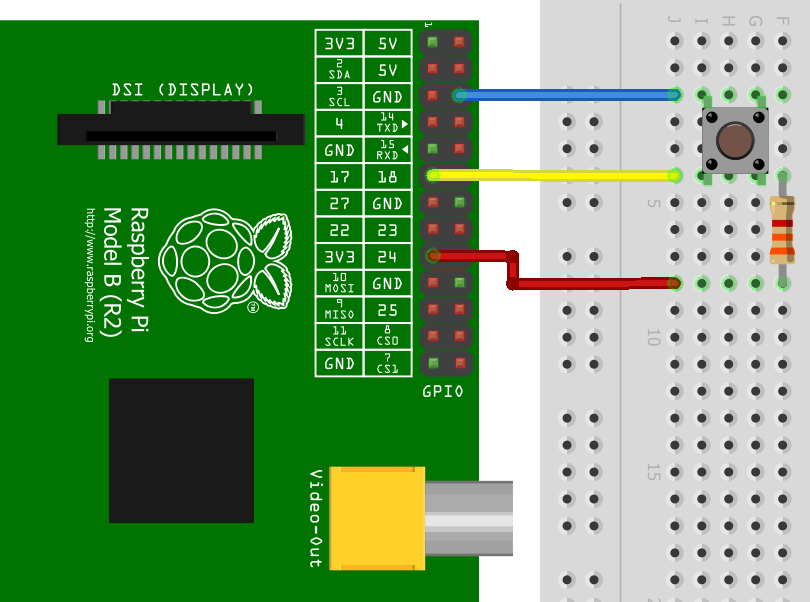 1
J I H G F
3V3 5V
2 SDA 5V
DSI (DISPLAY)
3 SCL GND
4 14 TXD
GND 15 RXD
17 18
27 GND
5
22 23
3V3 24
10 MOSI GND
9 MISO 25
11 SCLK 8 CS0
10
GND 7 CS1
GPIO
Raspberry Pi
Model B (R2)
http://www.raspberrypi.org
TM
15
Video-Out